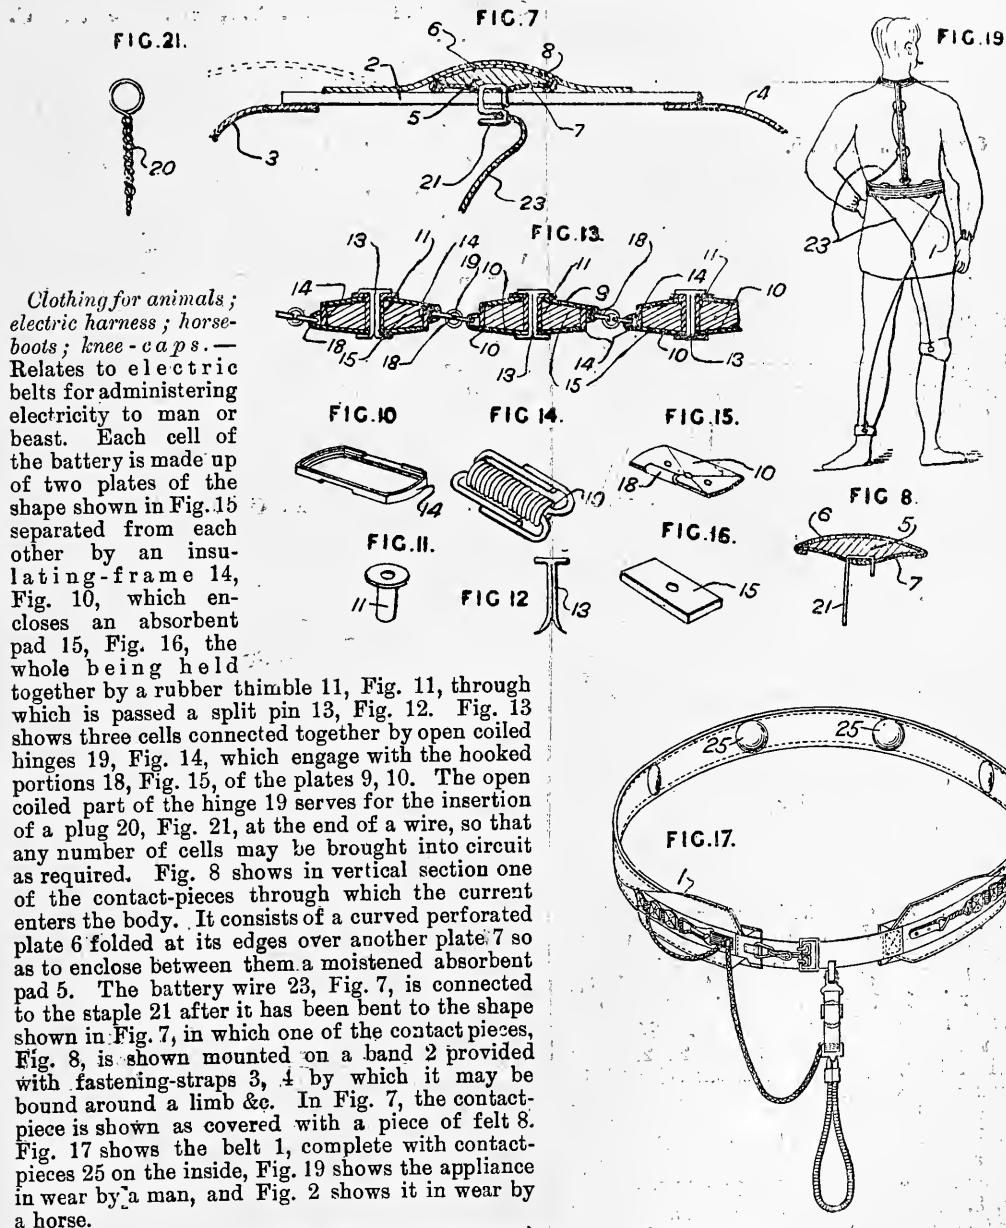 FIG.21.
20
FIG.7
6
8
2
5
7
4
3
21
23
FIG.19
23
1
FIG.13.
13
11
14
19
10
11
9
18
14
11
10
14
18
15
18
10
13
15
14
10
13
FIG.10
14
FIG 14.
19
FIG.15.
10
18
FIG 8.
6
5
7
21
FIG.11.
11
FIG 12
13
FIG.16.
15
Clothing for animals ;
electric harness ; horse-
boots ; knee-caps.—
Relates to electric
belts for administering
electricity to man or
beast. Each cell of
the battery is made up
of two plates of the
shape shown in Fig. 15
separated from each
other by an insu-
lating-frame 14,
Fig. 10, which en-
closes an absorbent
pad 15, Fig. 16, the
whole being held
together by a rubber thimble 11, Fig. 11, through
which is passed a split pin 13, Fig. 12. Fig. 13
shows three cells connected together by open coiled
hinges 19, Fig. 14, which engage with the hooked
portions 18, Fig. 15, of the plates 9, 10. The open
coiled part of the hinge 19 serves for the insertion
of a plug 20, Fig. 21, at the end of a wire, so that
any number of cells may be brought into circuit
as required. Fig. 8 shows in vertical section one
of the contact-pieces through which the current
enters the body. It consists of a curved perforated
plate 6 folded at its edges over another plate 7 so
as to enclose between them a moistened absorbent
pad 5. The battery wire 23, Fig. 7, is connected
to the staple 21 after it has been bent to the shape
shown in Fig. 7, in which one of the contact pieces,
Fig. 8, is shown mounted on a band 2 provided
with fastening-straps 3, 4 by which it may be
bound around a limb &c. In Fig. 7, the contact-
piece is shown as covered with a piece of felt 8.
Fig. 17 shows the belt 1, complete with contact-
pieces 25 on the inside, Fig. 19 shows the appliance
in wear by a man, and Fig. 2 shows it in wear by
a horse.
25
25
FIG.17.
1